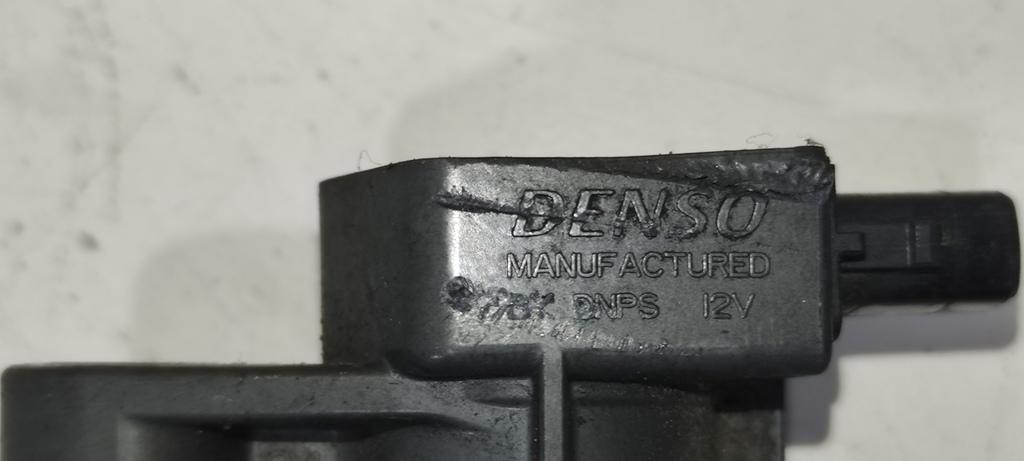 DENSO
MANUFACTURED
DNPS 12V